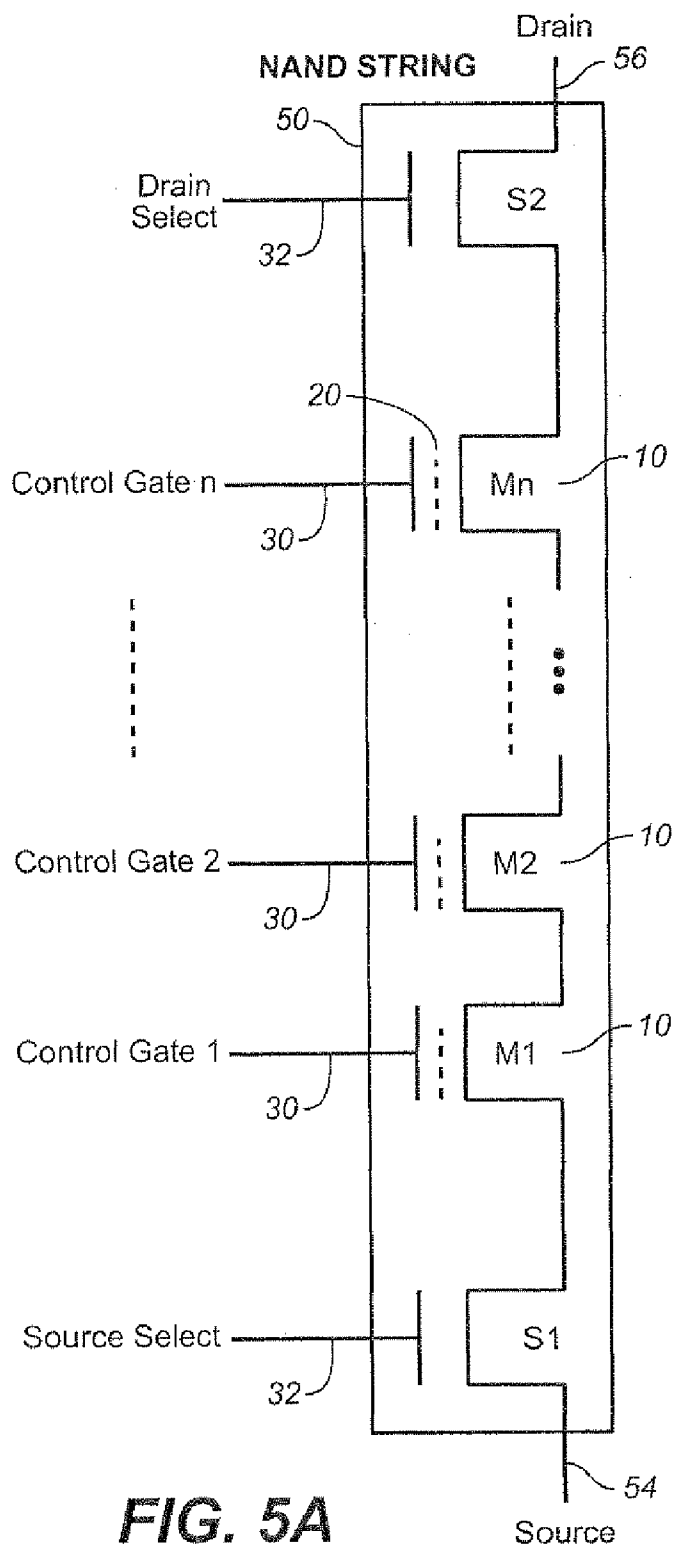 Drain
56
NAND STRING
50
Drain
Select
32
S2
20
Control Gate n
30
Mn
10
Control Gate 2
30
M2
10
Control Gate 1
30
M1
10
Source Select
32
S1
54
FIG. 5A
Source